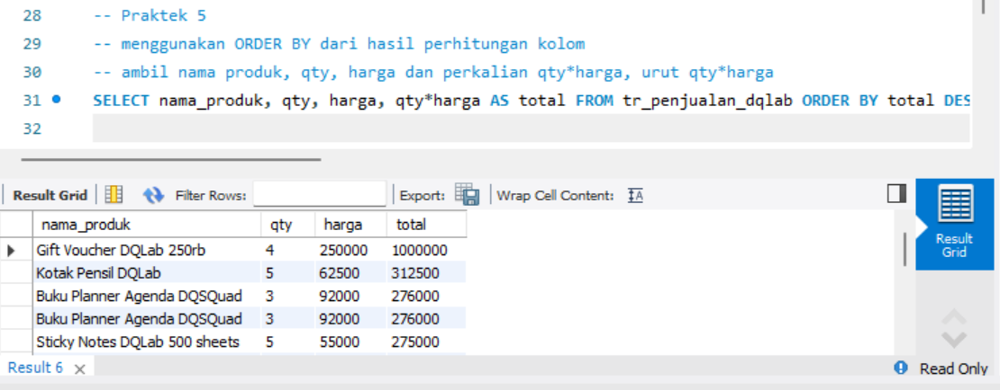 28 -- Praktek 5
29 -- menggunakan ORDER BY dari hasil perhitungan kolom
30 -- ambil nama produk, qty, harga dan perkalian qty*harga, urut qty*harga
31 SELECT nama_produk, qty, harga, qty*harga AS total FROM tr_penjualan_dqlab ORDER BY total DES
32
Result Grid Filter Rows: Export: Wrap Cell Content: IA
nama_produk qty harga total
Gift Voucher DQLab 250rb 4 250000 1000000
Kotak Pensil DQLab 5 62500 312500
Buku Planner Agenda DQSQuad 3 92000 276000
Buku Planner Agenda DQSQuad 3 92000 276000
Sticky Notes DQLab 500 sheets 5 55000 275000
Result
Grid
Result 6 Read Only